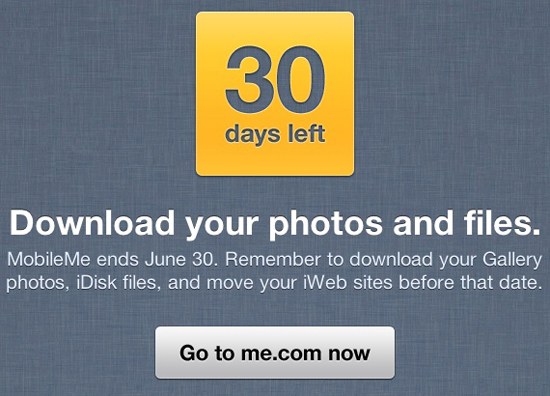 30
days left
Download your photos and files.
MobileMe ends June 30. Remember to download your Gallery
photos, iDisk files, and move your iWeb sites before that date.
Go to me.com now